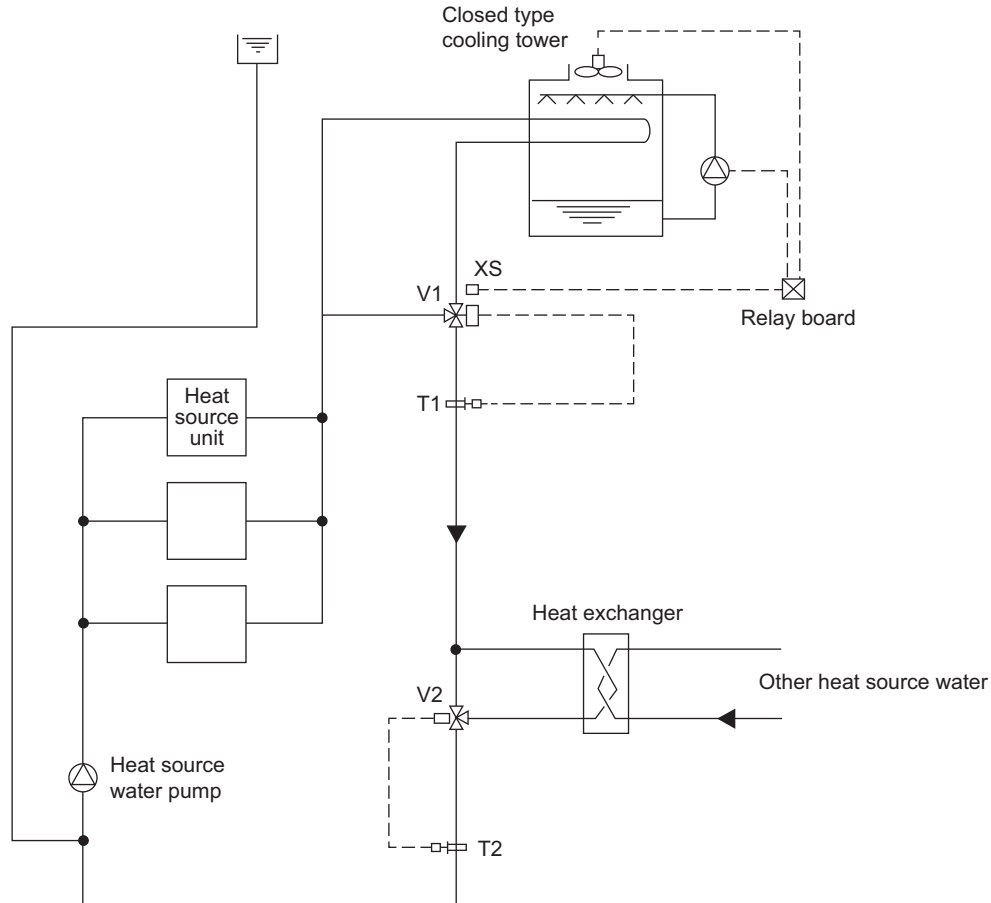 Closed type
cooling tower
XS
V1
Relay board
T1
Heat
source
unit
Heat exchanger
Other heat source water
V2
Heat source
water pump
T2